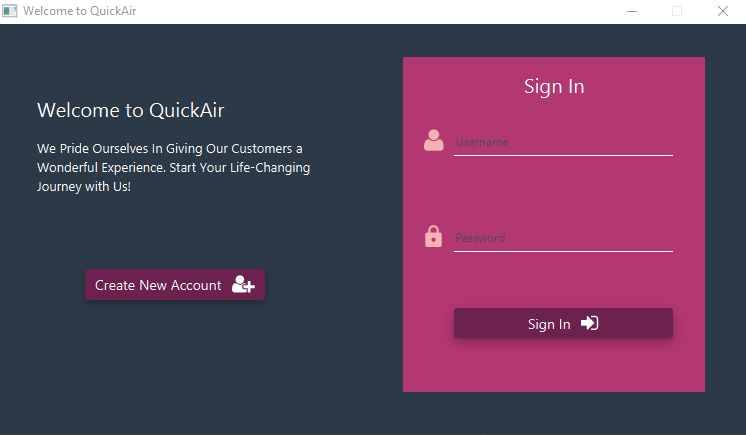 Welcome to QuickAir
Welcome to QuickAir
We Pride Ourselves In Giving Our Customers a
Wonderful Experience. Start Your Life-Changing
Journey with Us!
Create New Account
Sign In
Username
Password
Sign In